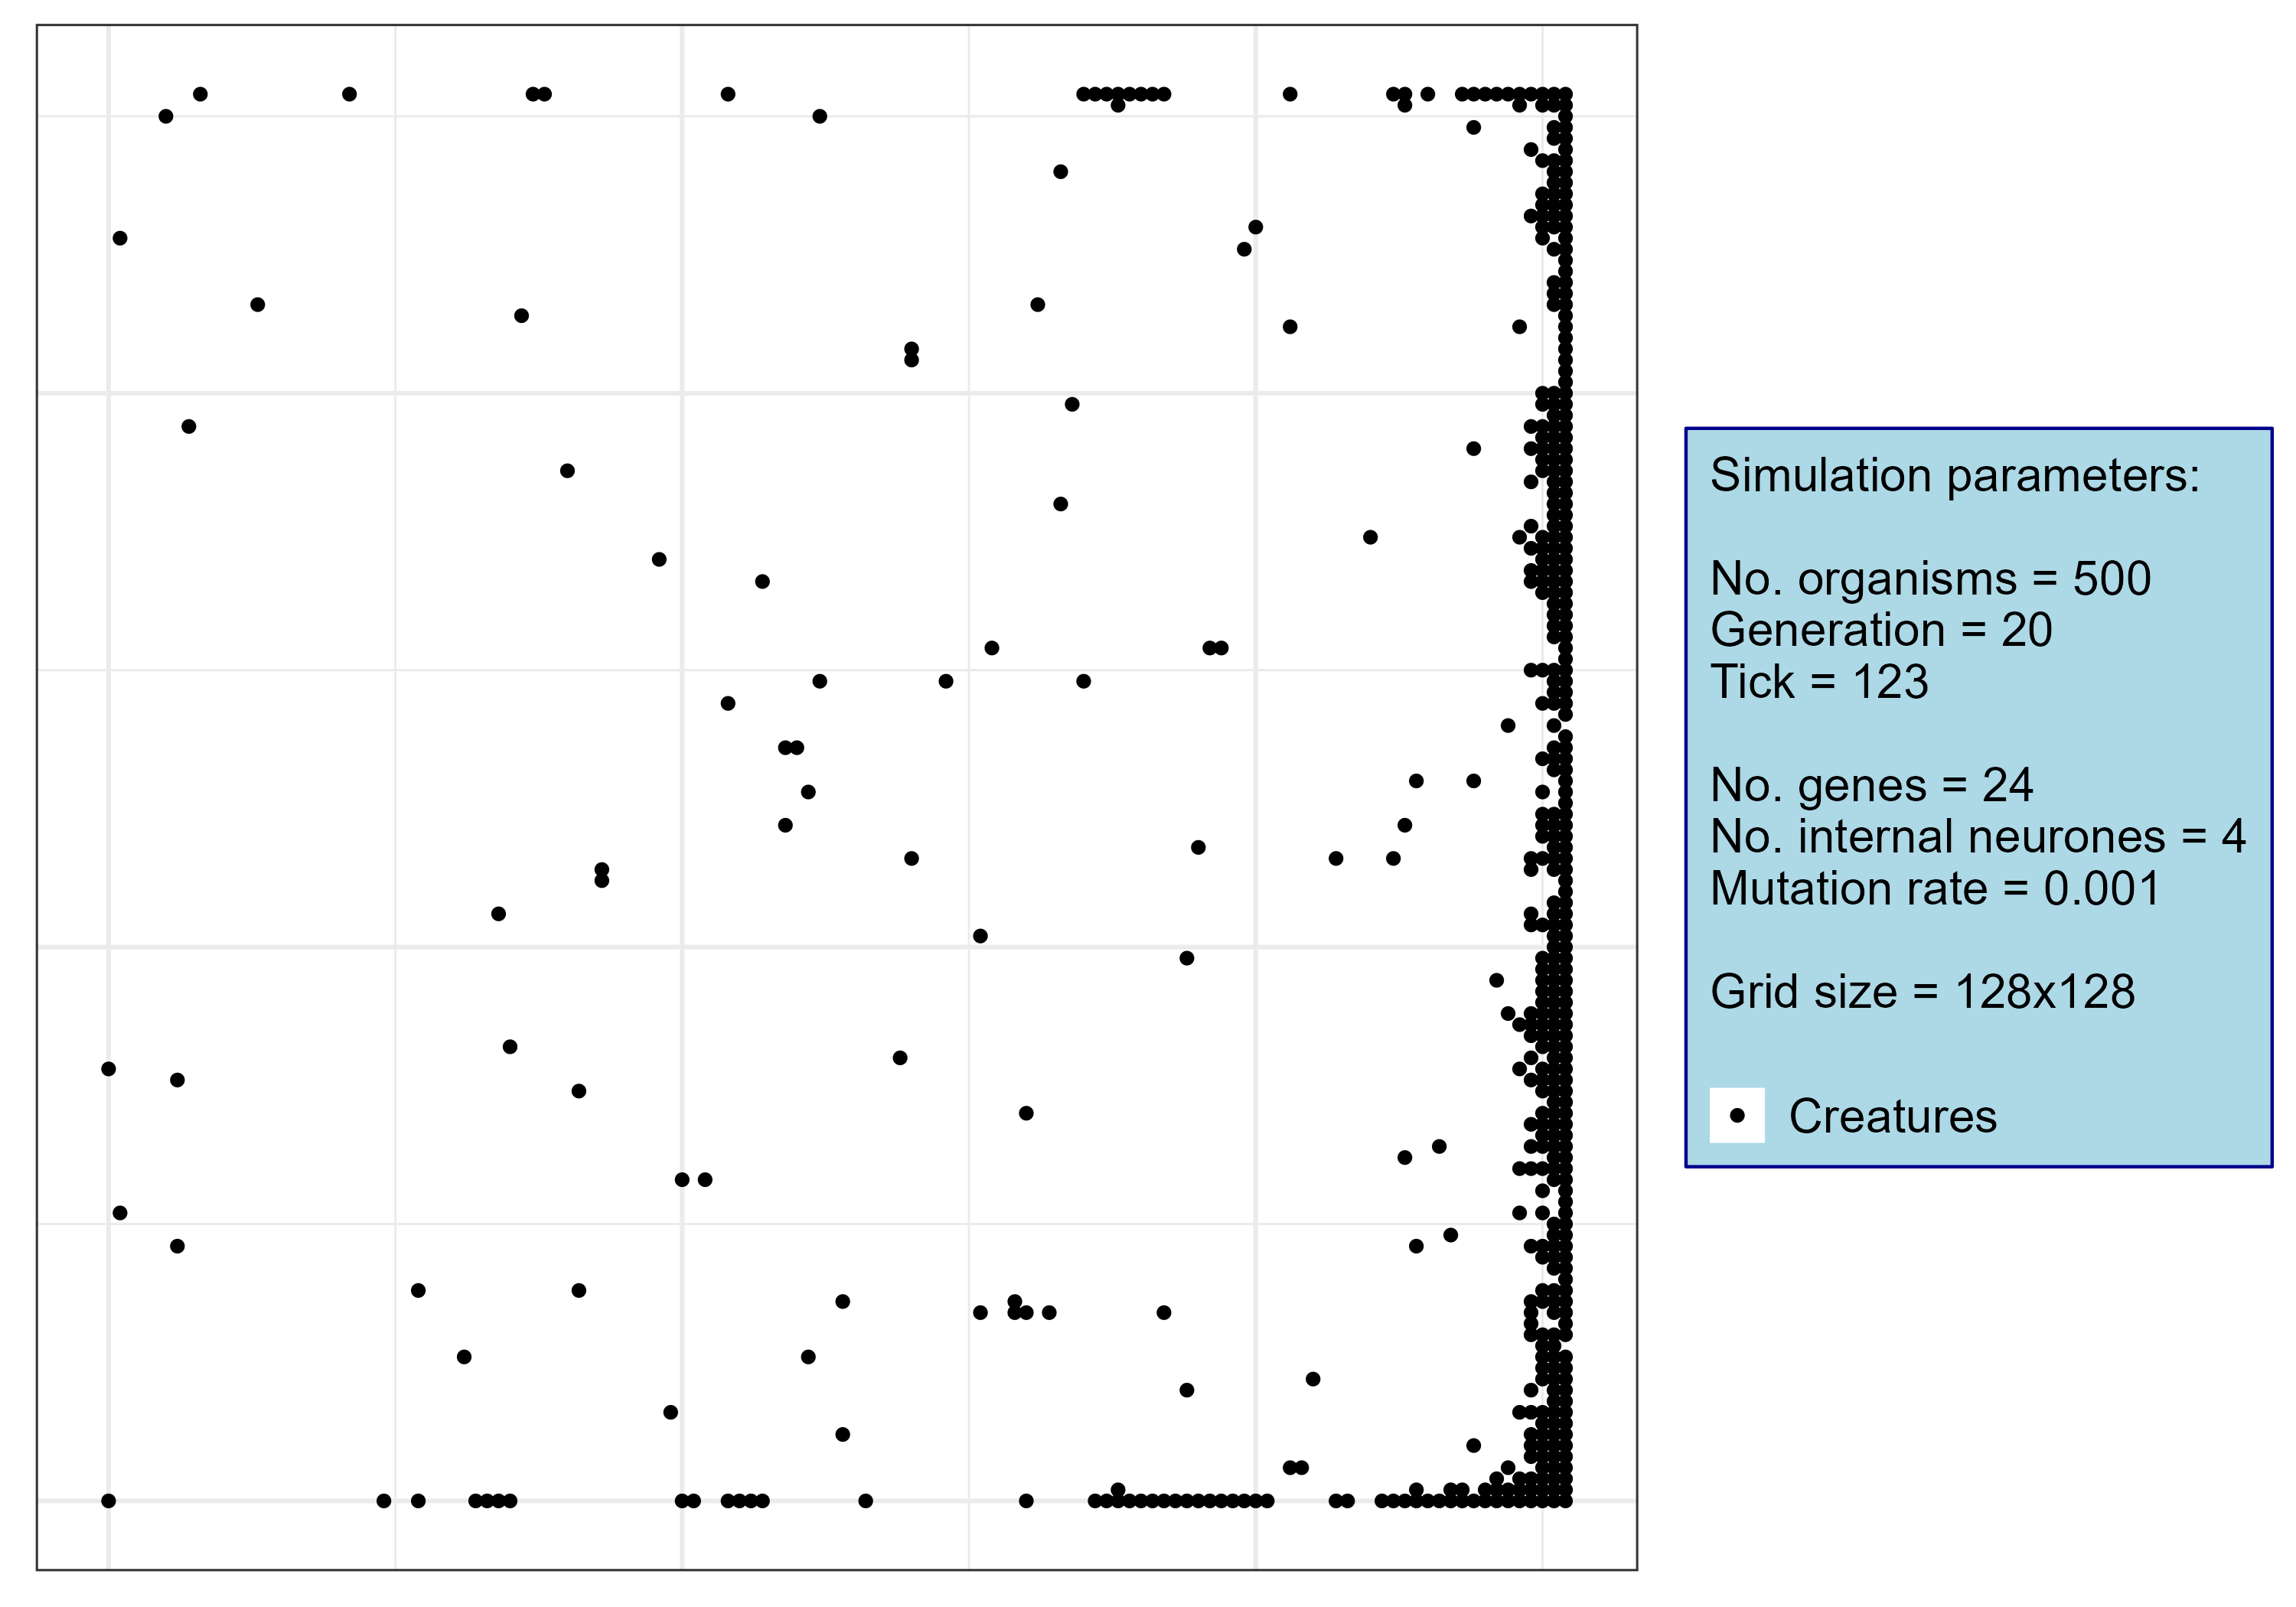 Simulation parameters:
No. organisms = 500
Generation = 20
Tick = 123
No. genes = 24
No. internal neurones = 4
Mutation rate = 0.001
Grid size = 128x128
Creatures